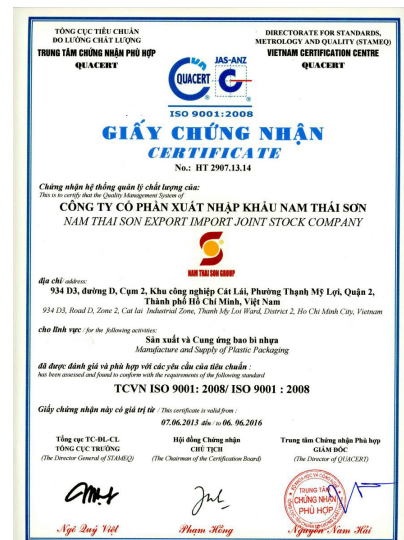 TỔNG CỤC TIÊU CHUẨN
ĐO LƯỜNG CHẤT LƯỢNG
TRUNG TÂM CHỨNG NHẬN PHÙ HỢP
QUACERT
DIRECTORATE FOR STANDARDS,
METROLOGY AND QUALITY (STAMEQ)
VIETNAM CERTIFICATION CENTRE
QUACERT
QUACERT
JAS-ANZ
ISO 9001:2008
GIẤY CHỨNG NHẬN
CERTIFICATE
No.: HT 2907.13.14
Chứng nhận hệ thống quản lý chất lượng của:
This is to certify that the Quality Management System of
CÔNG TY CỔ PHẦN XUẤT NHẬP KHẨU NAM THÁI SƠN
NAM THAI SON EXPORT IMPORT JOINT STOCK COMPANY
NAM THAI SON GROUP
địa chỉ/ address:
934 D3, đường D, Cụm 2, Khu công nghiệp Cát Lái, Phường Thạnh Mỹ Lợi, Quận 2,
Thành phố Hồ Chí Minh, Việt Nam
934 D3, Road D, Zone 2, Cat lai Industrial Zone, Thanh My Loi Ward, District 2, Ho Chi Minh City, Vietnam
cho lĩnh vực / for the following activities:
Sản xuất và Cung ứng bao bì nhựa
Manufacture and Supply of Plastic Packaging
đã được đánh giá và phù hợp với các yêu cầu của tiêu chuẩn :
has been assessed and found to conform with the requirements of the following standard
TCVN ISO 9001: 2008/ ISO 9001 : 2008
Giấy chứng nhận này có giá trị từ / This certificate is valid from :
07.06.2013 đến / to 06. 96.2016
Tổng cục TC-ĐL-CL
TỔNG CỤC TRƯỞNG
(The Director General of STAMEQ)
Hội đồng Chứng nhận
CHỦ TỊCH
(The Chairman of the Certification Board)
Trung tâm Chứng nhận Phù hợp
GIÁM ĐỐC
(The Director of QUACERT)
TRUNG TÂM
CHỨNG NHẬN
PHÙ HỢP
Ngô Quý Việt
Phạm Hồng
Nguyễn Nam Hải